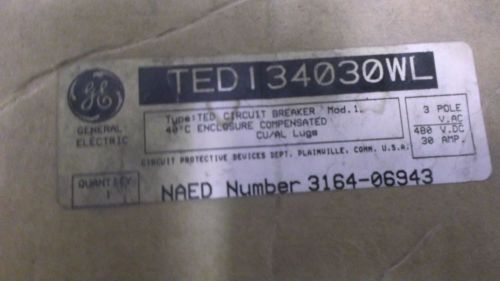 TED134030WL
GE
GENERAL
ELECTRIC
Type:TED CIRCUIT BREAKER Mod.1
40°C ENCLOSURE COMPENSATED
CU/AL Lugs
3 POLE
V.AC
480 V.DC
30 AMP.
CIRCUIT PROTECTIVE DEVICES DEPT. PLAINVILLE, CONN. U.S.A.
QUANTITY
1
NAED Number 3164-06943